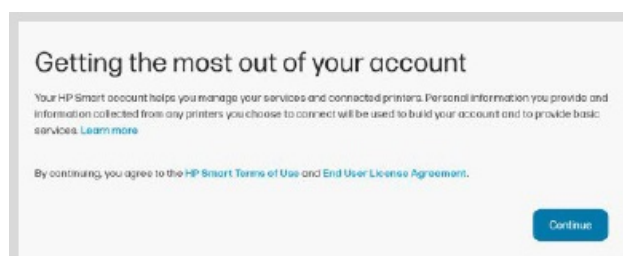 Getting the most out of your account
Your HP Smart account helps you manage your services and connected printers. Personal information you provide and
information collected from any printers you choose to connect will be used to build your account and to provide basic
services. Learn more
By continuing, you agree to the HP Smart Terms of Use and End User License Agreement.
Continue